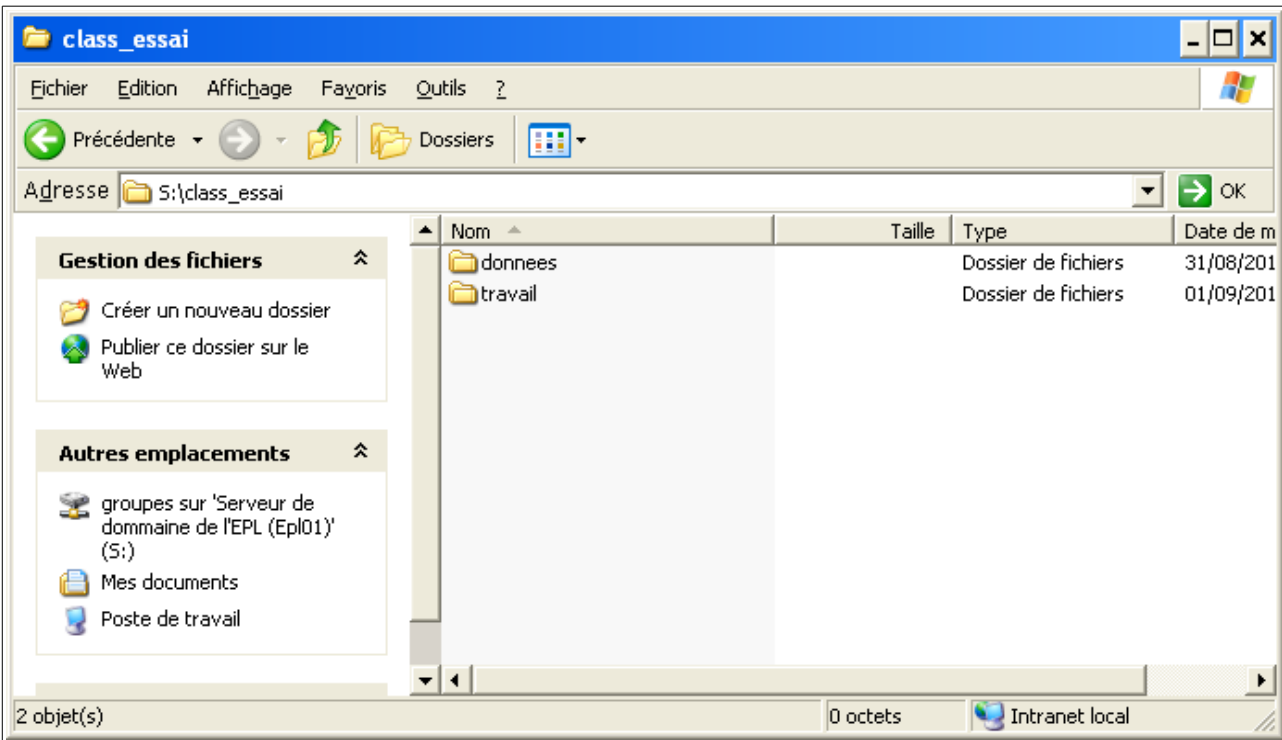 class_essai
Fichier Edition Affichage Favoris Outils ?
Précédente Dossiers
Adresse S:\class_essai OK
Gestion des fichiers
Créer un nouveau dossier
Publier ce dossier sur le
Web
Autres emplacements
groupes sur 'Serveur de
dommaine de l'EPL (Epl01)'
(S:)
Mes documents
Poste de travail
Nom Taille Type Date de m
donnees Dossier de fichiers 31/08/201
travail Dossier de fichiers 01/09/201
2 objet(s) 0 octets Intranet local